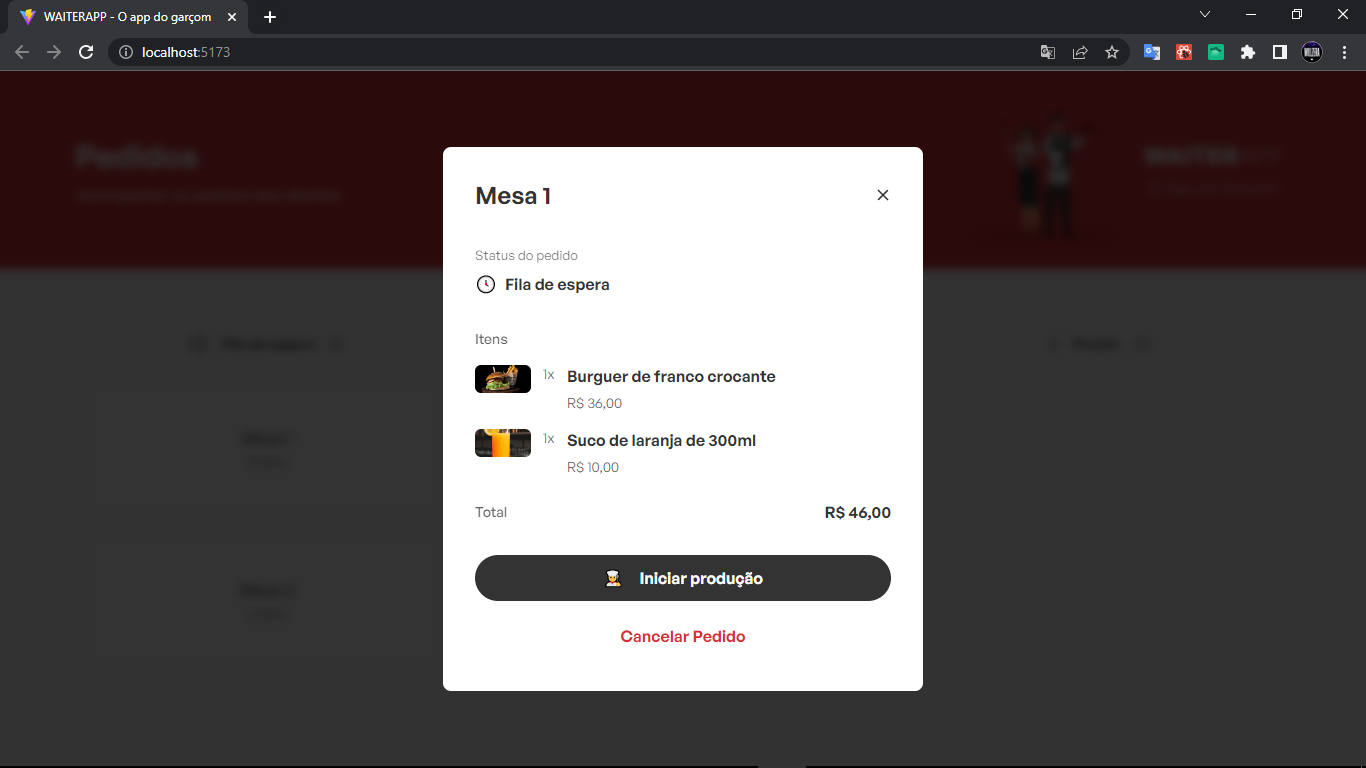 WAITERAPP - O app do garçom
localhost:5173
Pedidos
WAITER
Mesa 1
Status do pedido
Fila de espera
Itens
1x Burguer de franco crocante
R$ 36,00
1x Suco de laranja de 300ml
R$ 10,00
Total R$ 46,00
Iniciar produção
Cancelar Pedido